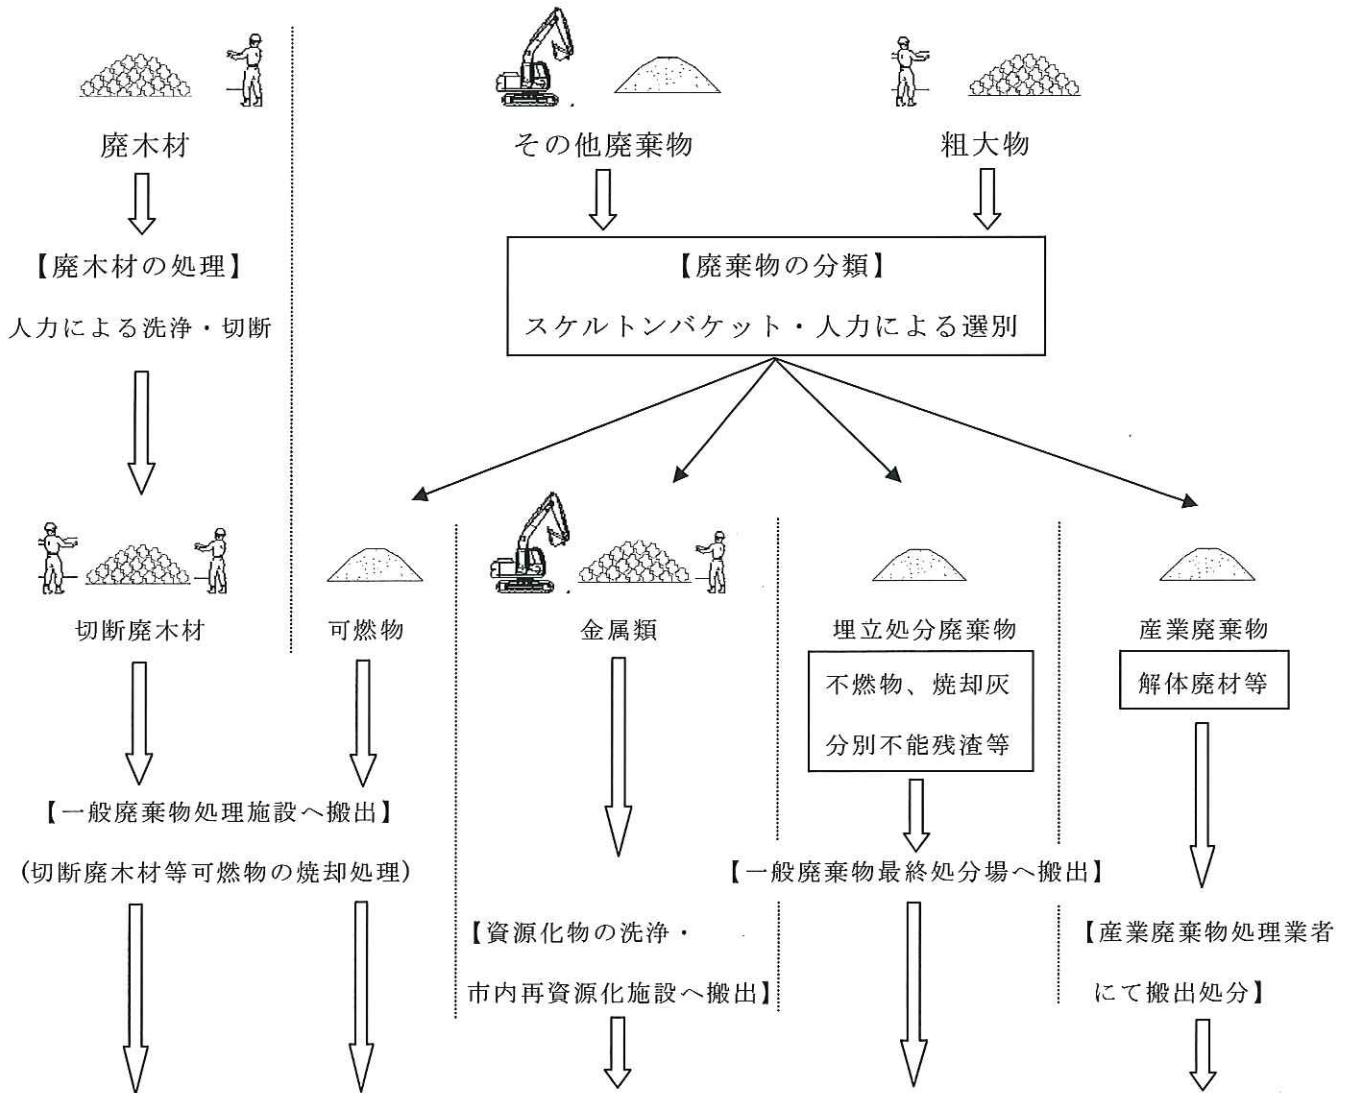 廃木材
その他廃棄物
粗大物
【廃木材の処理】
人力による洗浄・切断
【廃棄物の分類】
スケルトンバケット・人力による選別
切断廃木材
可燃物
金属類
埋立処分廃棄物
産業廃棄物
不燃物、焼却灰
分別不能残渣等
解体廃材等
【一般廃棄物処理施設へ搬出】
(切断廃木材等可燃物の焼却処理)
【資源化物の洗浄・
市内再資源化施設へ搬出】
【一般廃棄物最終処分場へ搬出】
【産業廃棄物処理業者
にて搬出処分】